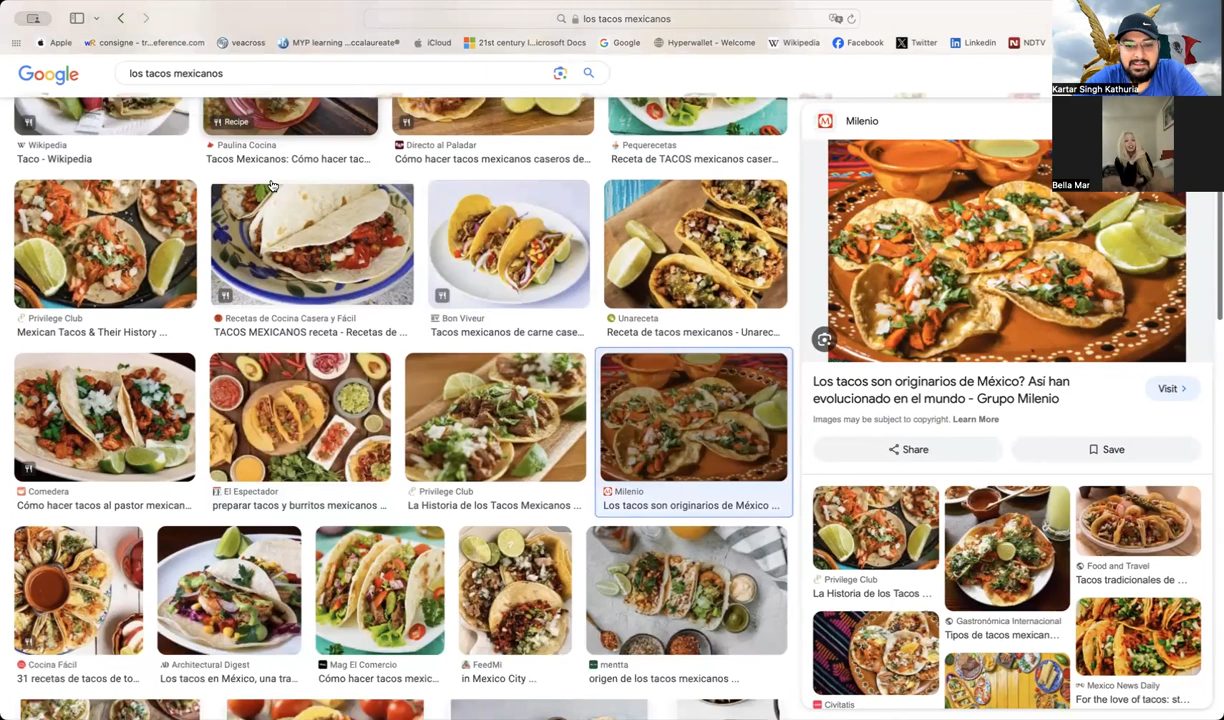 los tacos mexicanos
Apple
consigne - tr...eference.com
veacross
MYP learning ...ccalaureate®
iCloud
21st century l...icrosoft Docs
Google
Hyperwallet - Welcome
Wikipedia
Facebook
Twitter
Linkedin
NDTV
Google
los tacos mexicanos
Kartar Singh Kathuria
Bella Mar
Recipe
Wikipedia
Taco - Wikipedia
Paulina Cocina
Tacos Mexicanos: Cómo hacer tac...
Directo al Paladar
Cómo hacer tacos mexicanos caseros de...
Pequerecetas
Receta de TACOS mexicanos caser...
Privilege Club
Mexican Tacos & Their History ...
Recetas de Cocina Casera y Fácil
TACOS MEXICANOS receta - Recetas de ...
Bon Viveur
Tacos mexicanos de carne case...
Unareceta
Receta de tacos mexicanos - Unarec...
Comedera
Cómo hacer tacos al pastor mexican...
El Espectador
preparar tacos y burritos mexicanos ...
Privilege Club
La Historia de los Tacos Mexicanos ...
Milenio
Los tacos son originarios de México ...
Cocina Fácil
31 recetas de tacos de to...
Architectural Digest
Los tacos en México, una tra...
Mag El Comercio
Cómo hacer tacos mexic...
FeedMi
in Mexico City ...
mentta
origen de los tacos mexicanos ...
Milenio
Los tacos son originarios de México? Así han
evolucionado en el mundo - Grupo Milenio
Visit
Images may be subject to copyright. Learn More
Share
Save
Privilege Club
La Historia de los Tacos ...
Gastronómica Internacional
Tipos de tacos mexican...
Food and Travel
Tacos tradicionales de ...
Civitatis
Mexico News Daily
For the love of tacos: st...